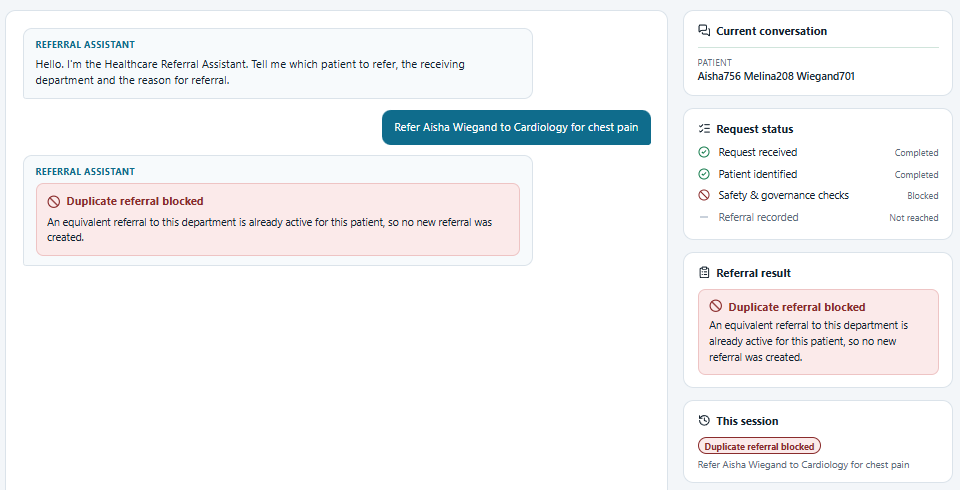 REFERRAL ASSISTANT
Hello. I'm the Healthcare Referral Assistant. Tell me which patient to refer, the receiving
department and the reason for referral.
Refer Aisha Wiegand to Cardiology for chest pain
REFERRAL ASSISTANT
Duplicate referral blocked
An equivalent referral to this department is already active for this patient, so no new referral was
created.
Current conversation
PATIENT
Aisha756 Melina208 Wiegand701
Request status
Request received Completed
Patient identified Completed
Safety & governance checks Blocked
Referral recorded Not reached
Referral result
Duplicate referral blocked
An equivalent referral to this department is
already active for this patient, so no new
referral was created.
This session
Duplicate referral blocked
Refer Aisha Wiegand to Cardiology for chest pain